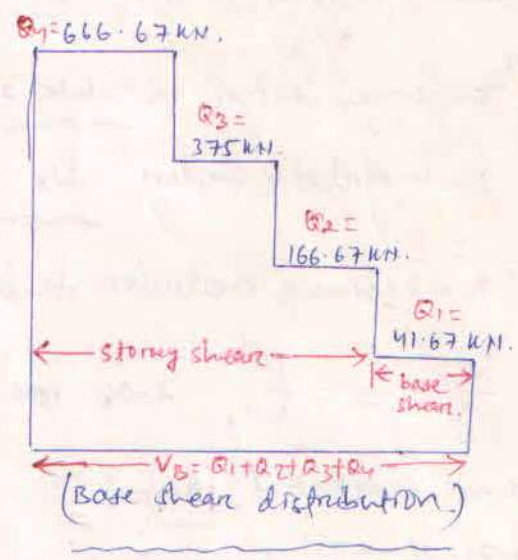 Q4=666.67KN.
Q3=
375KN.
Q2=
166.67KN.
Q1=
41.67KN.
storey shear
base
shear.
VB=Q1+Q2+Q3+Q4
(Base shear distribution.)